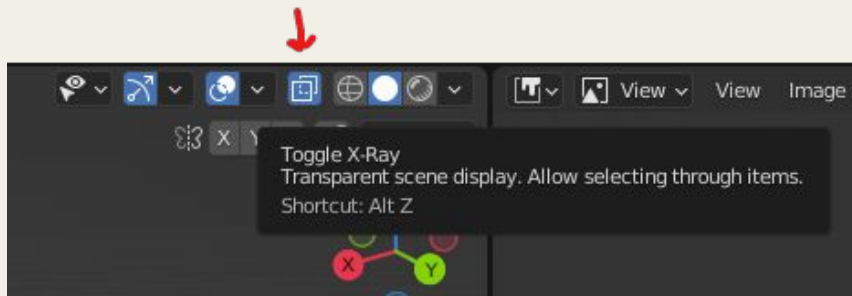 View View Image
X Y
Toggle X-Ray
Transparent scene display. Allow selecting through items.
Shortcut: Alt Z
X Y